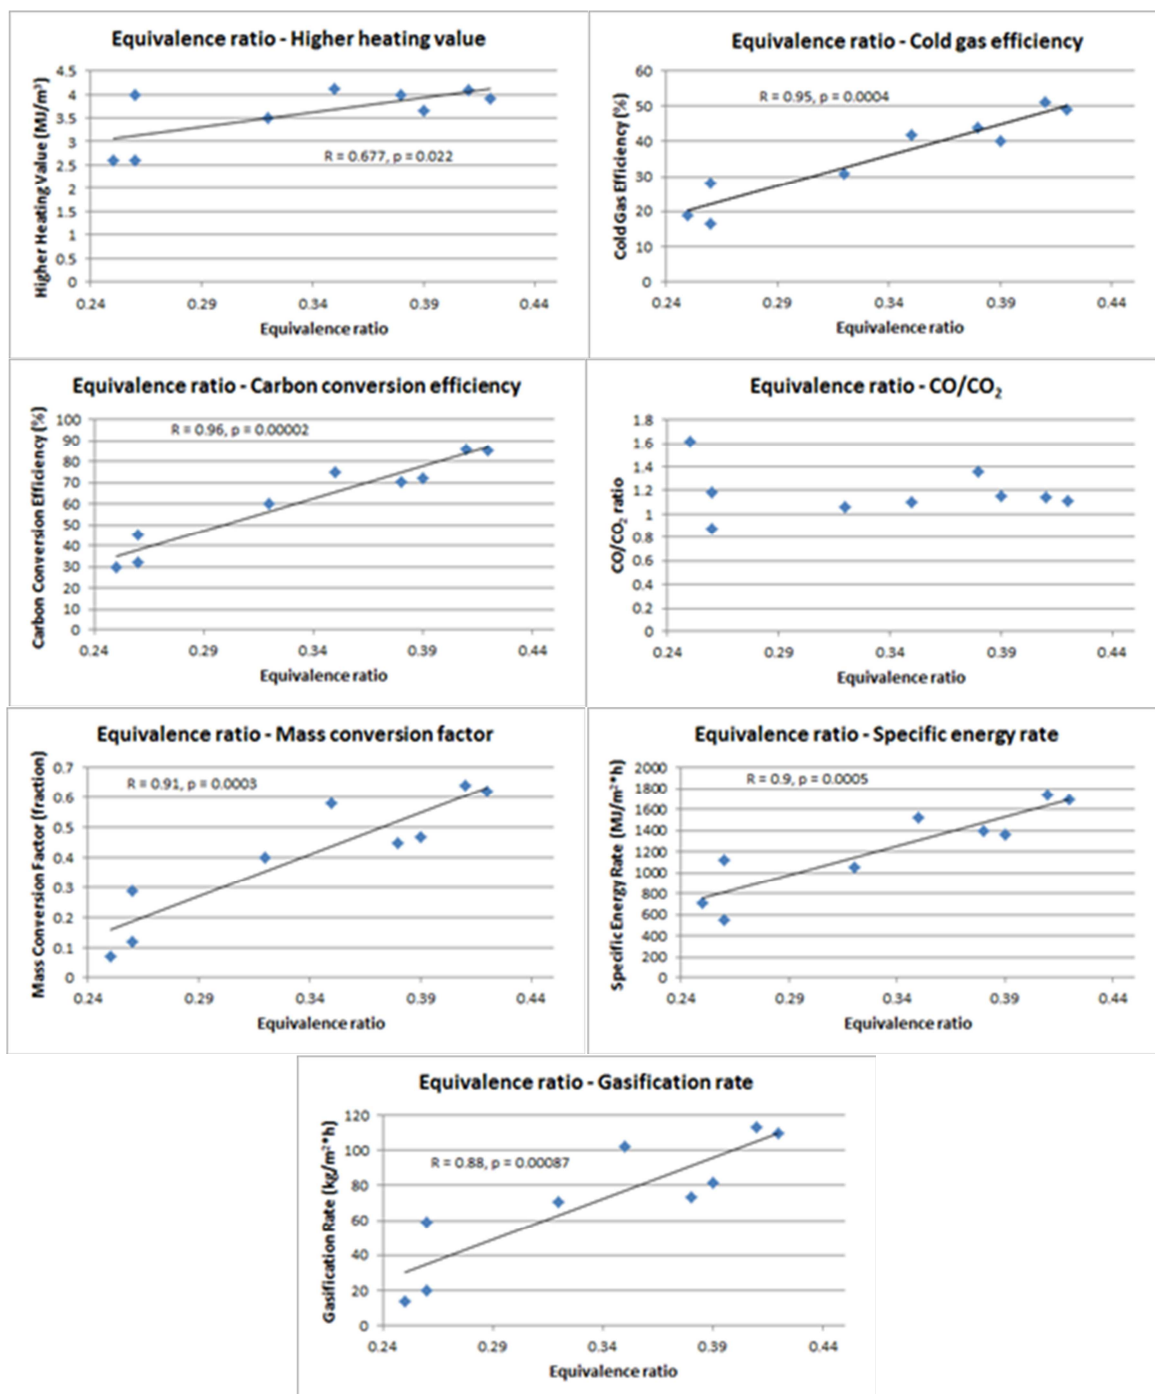 Equivalence ratio - Higher heating value
Higher Heating Value (MJ/m³)
4.5
4
3.5
3
2.5
2
1.5
1
0.5
0
R = 0.677, p = 0.022
0.24 0.29 0.34 0.39 0.44
Equivalence ratio
Equivalence ratio - Cold gas efficiency
Cold Gas Efficiency (%)
60
50
40
30
20
10
0
R = 0.95, p = 0.0004
0.24 0.29 0.34 0.39 0.44
Equivalence ratio
Equivalence ratio - Carbon conversion efficiency
Carbon Conversion Efficiency (%)
100
90
80
70
60
50
40
30
20
10
0
R = 0.96, p = 0.00002
0.24 0.29 0.34 0.39 0.44
Equivalence ratio
Equivalence ratio - CO/CO₂
CO/CO₂ ratio
1.8
1.6
1.4
1.2
1
0.8
0.6
0.4
0.2
0
0.24 0.29 0.34 0.39 0.44
Equivalence ratio
Equivalence ratio - Mass conversion factor
Mass Conversion Factor (fraction)
0.7
0.6
0.5
0.4
0.3
0.2
0.1
0
R = 0.91, p = 0.0003
0.24 0.29 0.34 0.39 0.44
Equivalence ratio
Equivalence ratio - Specific energy rate
Specific Energy Rate (MJ/m²*h)
2000
1800
1600
1400
1200
1000
800
600
400
200
0
R = 0.9, p = 0.0005
0.24 0.29 0.34 0.39 0.44
Equivalence ratio
Equivalence ratio - Gasification rate
Gasification Rate (kg/m²*h)
120
100
80
60
40
20
0
R = 0.88, p = 0.00087
0.24 0.29 0.34 0.39 0.44
Equivalence ratio